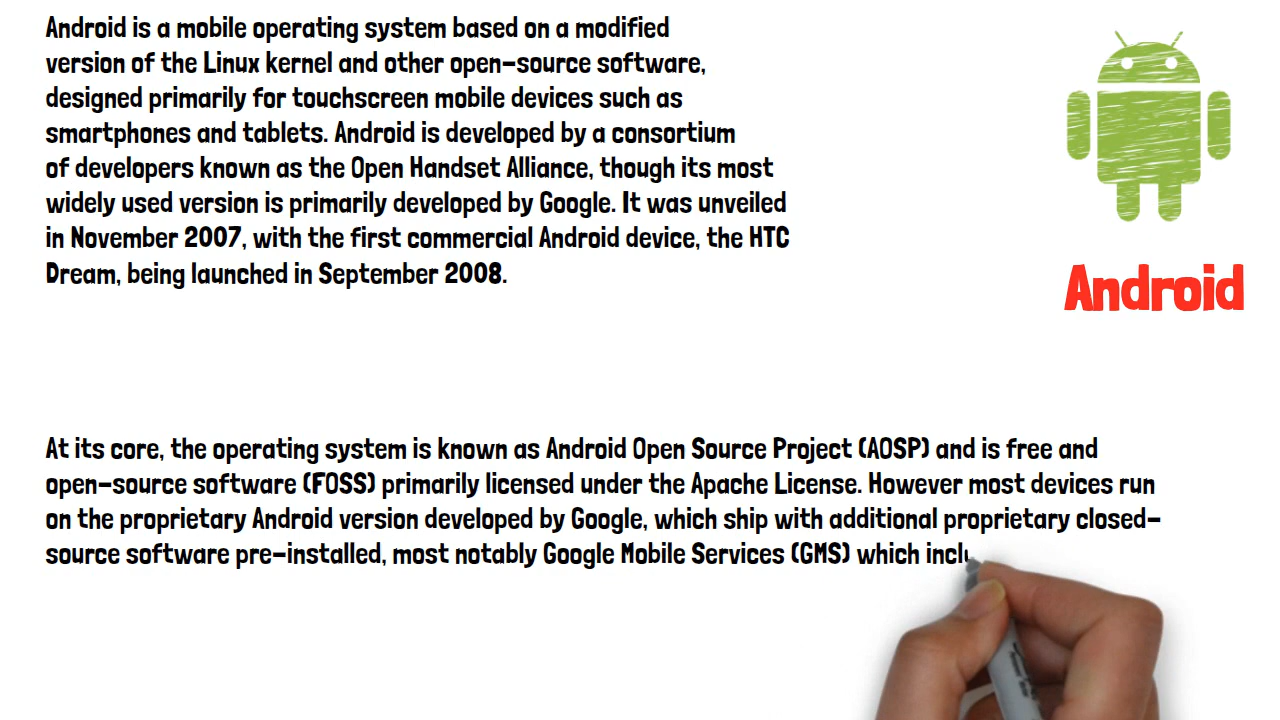 Android is a mobile operating system based on a modified
version of the Linux kernel and other open-source software,
designed primarily for touchscreen mobile devices such as
smartphones and tablets. Android is developed by a consortium
of developers known as the Open Handset Alliance, though its most
widely used version is primarily developed by Google. It was unveiled
in November 2007, with the first commercial Android device, the HTC
Dream, being launched in September 2008.
Android
At its core, the operating system is known as Android Open Source Project (AOSP) and is free and
open-source software (FOSS) primarily licensed under the Apache License. However most devices run
on the proprietary Android version developed by Google, which ship with additional proprietary closed-
source software pre-installed, most notably Google Mobile Services (GMS) which